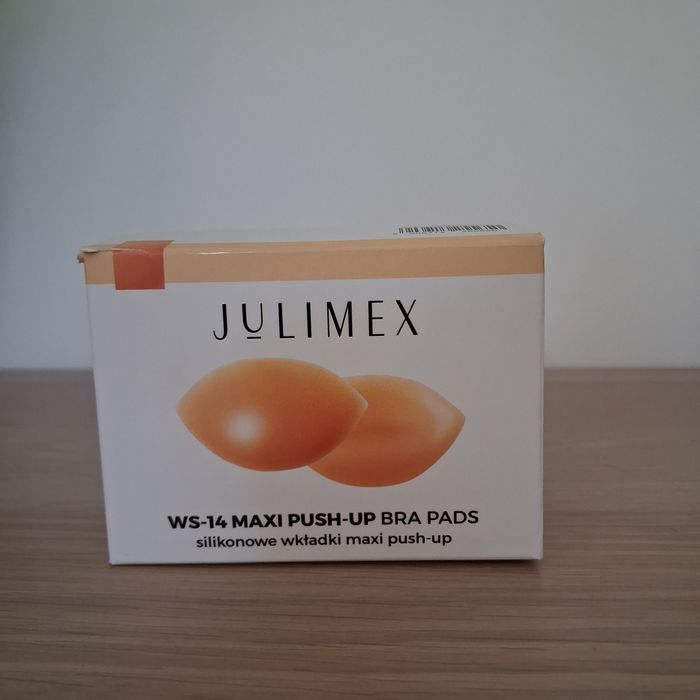 JULIMEX
WS-14 MAXI PUSH-UP BRA PADS
silikonowe wkładki maxi push-up